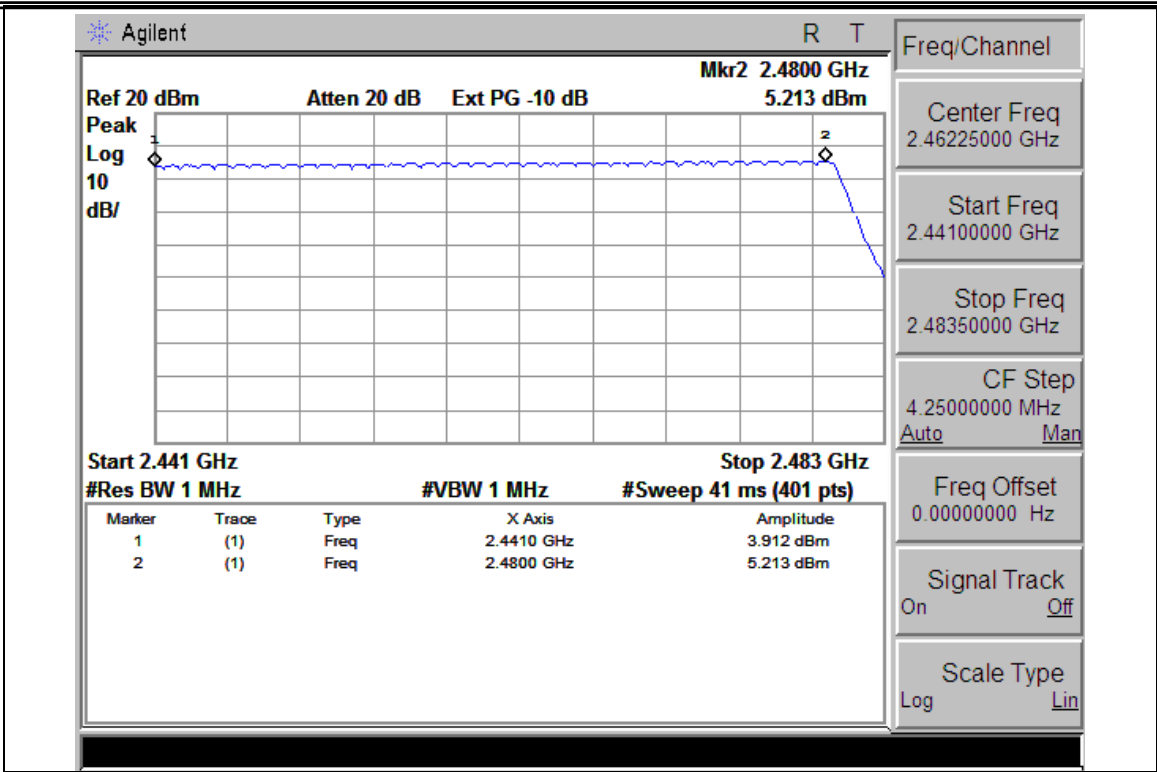 Agilent R T
Mkr2 2.4800 GHz
Ref 20 dBm Atten 20 dB Ext PG -10 dB 5.213 dBm
Peak
Log
10
dB/
1
2
Start 2.441 GHz Stop 2.483 GHz
#Res BW 1 MHz #VBW 1 MHz #Sweep 41 ms (401 pts)
Marker Trace Type X Axis Amplitude
1 (1) Freq 2.4410 GHz 3.912 dBm
2 (1) Freq 2.4800 GHz 5.213 dBm
Freq/Channel
Center Freq
2.46225000 GHz
Start Freq
2.44100000 GHz
Stop Freq
2.48350000 GHz
CF Step
4.25000000 MHz
Auto Man
Freq Offset
0.00000000 Hz
Signal Track
On Off
Scale Type
Log Lin